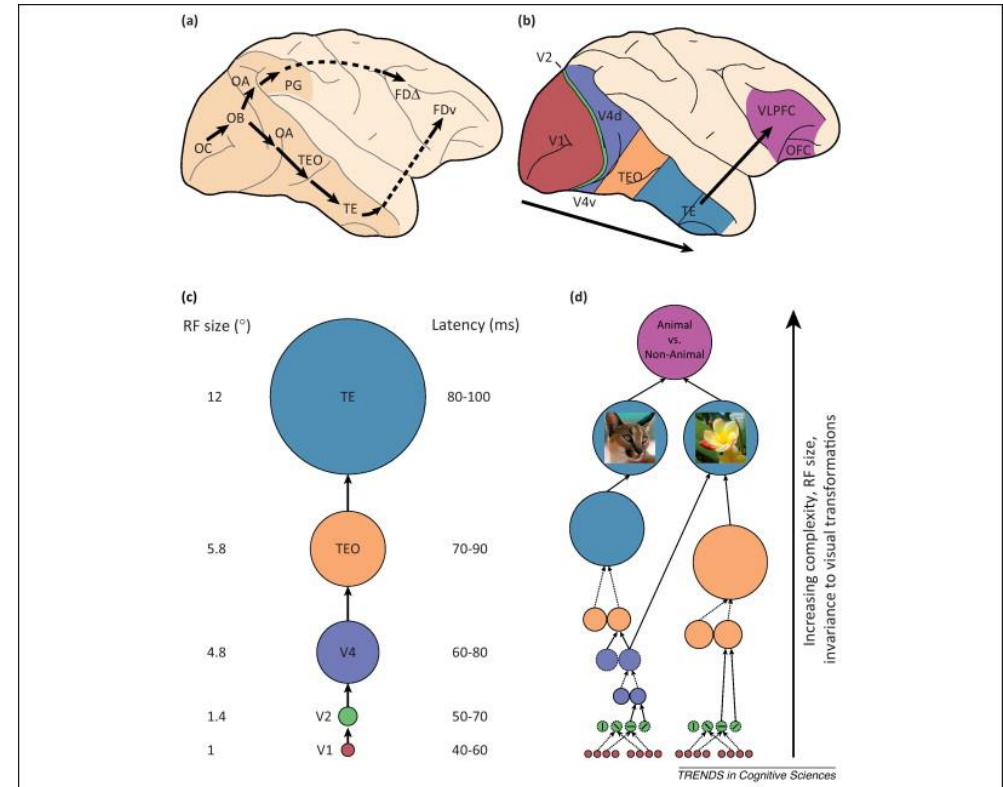 (a)
OA
PG
OB
OC
OA
TEO
TE
FDΔ
FDv
(b)
V2
V1
V4d
V4v
TEO
TE
VLPFC
OFC
(c)
RF size (°)
Latency (ms)
12
TE
80-100
5.8
TEO
70-90
4.8
V4
60-80
1.4
V2
50-70
1
V1
40-60
(d)
Animal
vs.
Non-Animal
Increasing complexity, RF size,
invariance to visual transformations
TRENDS in Cognitive Sciences